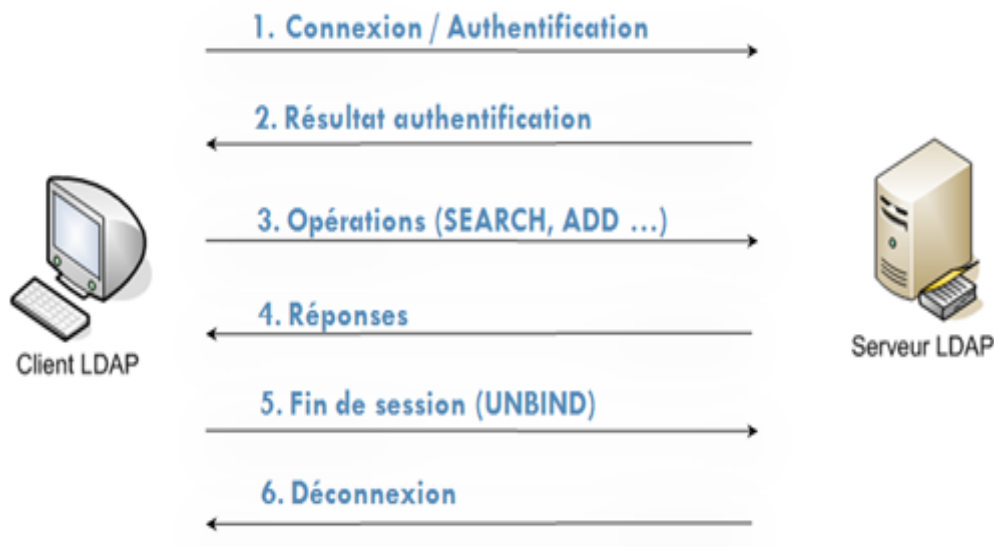 1. Connexion / Authentification
2. Résultat authentification
3. Opérations (SEARCH, ADD ...)
4. Réponses
Client LDAP
Serveur LDAP
5. Fin de session (UNBIND)
6. Déconnexion